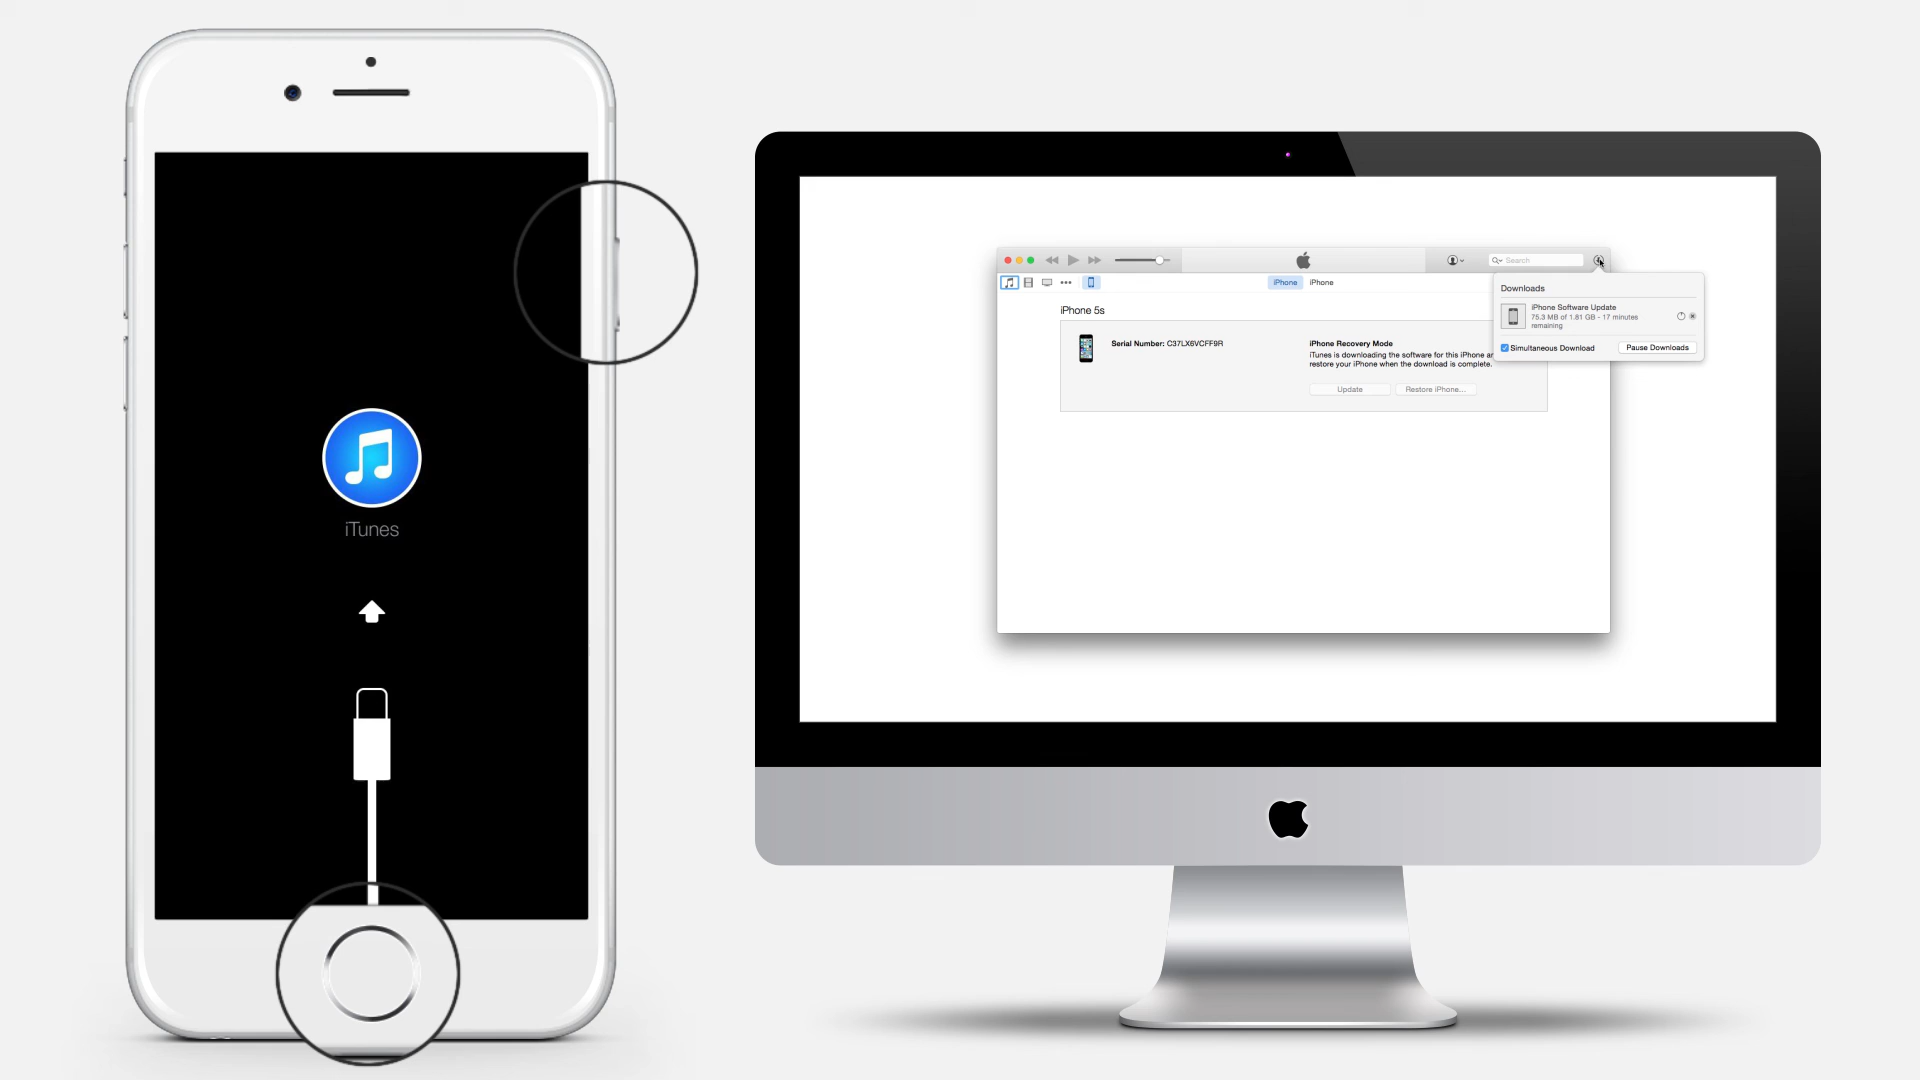 iTunes
Search
iPhone
iPhone
Downloads
iPhone Software Update
75.3 MB of 1.81 GB - 17 minutes
remaining
Simultaneous Download
Pause Downloads
iPhone 5s
Serial Number: C37LX6VCFF9R
iPhone Recovery Mode
iTunes is downloading the software for this iPhone
restore your iPhone when the download is complete.
Update
Restore iPhone...